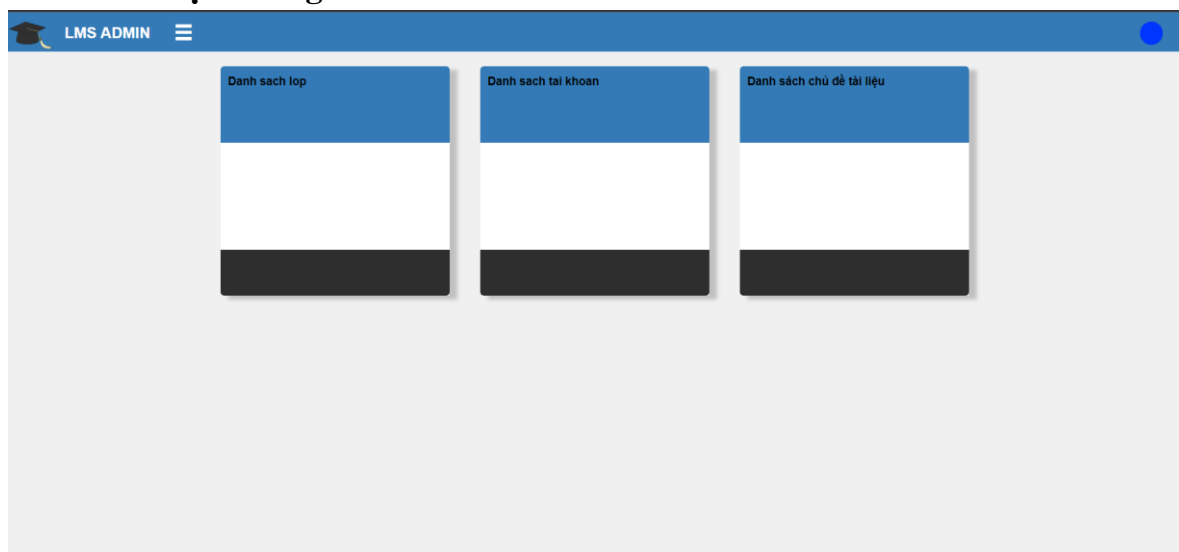 LMS ADMIN
Danh sach lop
Danh sach tai khoan
Danh sách chủ đề tài liệu